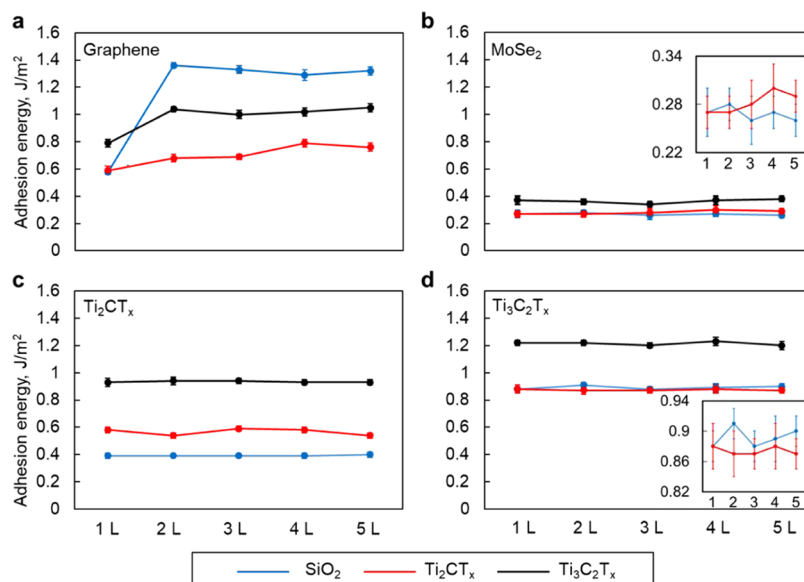 a
Graphene
Adhesion energy, J/m²
1.6
1.4
1.2
1
0.8
0.6
0.4
0.2
0
b
MoSe₂
1.6
1.4
1.2
1
0.8
0.6
0.4
0.2
0
0.34
0.28
0.22
1 2 3 4 5
c
Ti₂CTₓ
Adhesion energy, J/m²
1.6
1.4
1.2
1
0.8
0.6
0.4
0.2
0
1 L 2 L 3 L 4 L 5 L
d
Ti₃C₂Tₓ
1.6
1.4
1.2
1
0.8
0.6
0.4
0.2
0
0.94
0.9
0.86
0.82
1 2 3 4 5
1 L 2 L 3 L 4 L 5 L
SiO₂ Ti₂CTₓ Ti₃C₂Tₓ